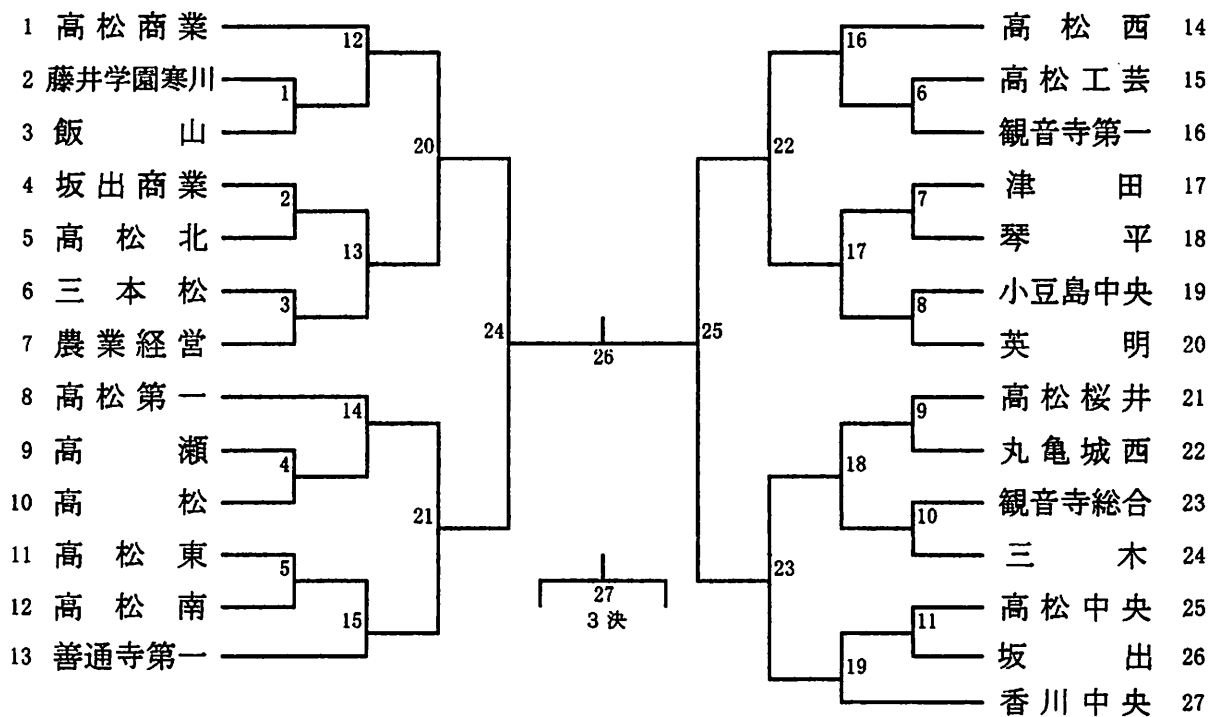 1 高松商業
2 藤井学園寒川
3 飯山
4 坂出商業
5 高松北
6 三本松
7 農業経営
8 高松第一
9 高瀬
10 高松
11 高松東
12 高松南
13 善通寺第一
12
1
20
2
13
3
24
14
4
21
5
15
26
27
3決
25
16
6
22
7
17
8
9
18
10
23
11
19
高松西 14
高松工芸 15
観音寺第一 16
津田 17
琴平 18
小豆島中央 19
英明 20
高松桜井 21
丸亀城西 22
観音寺総合 23
三木 24
高松中央 25
坂出 26
香川中央 27